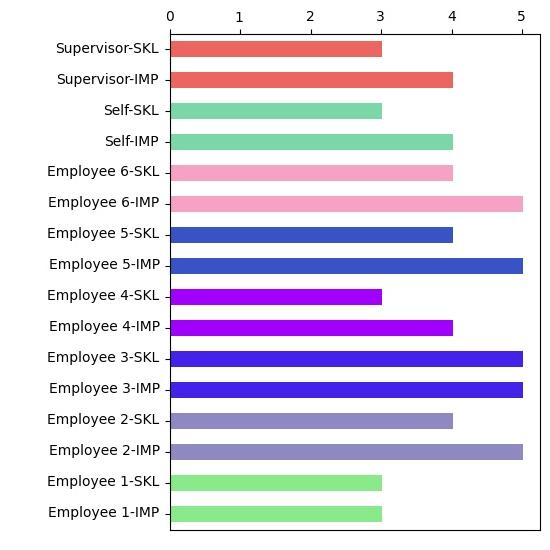 0 1 2 3 4 5
Supervisor-SKL
Supervisor-IMP
Self-SKL
Self-IMP
Employee 6-SKL
Employee 6-IMP
Employee 5-SKL
Employee 5-IMP
Employee 4-SKL
Employee 4-IMP
Employee 3-SKL
Employee 3-IMP
Employee 2-SKL
Employee 2-IMP
Employee 1-SKL
Employee 1-IMP